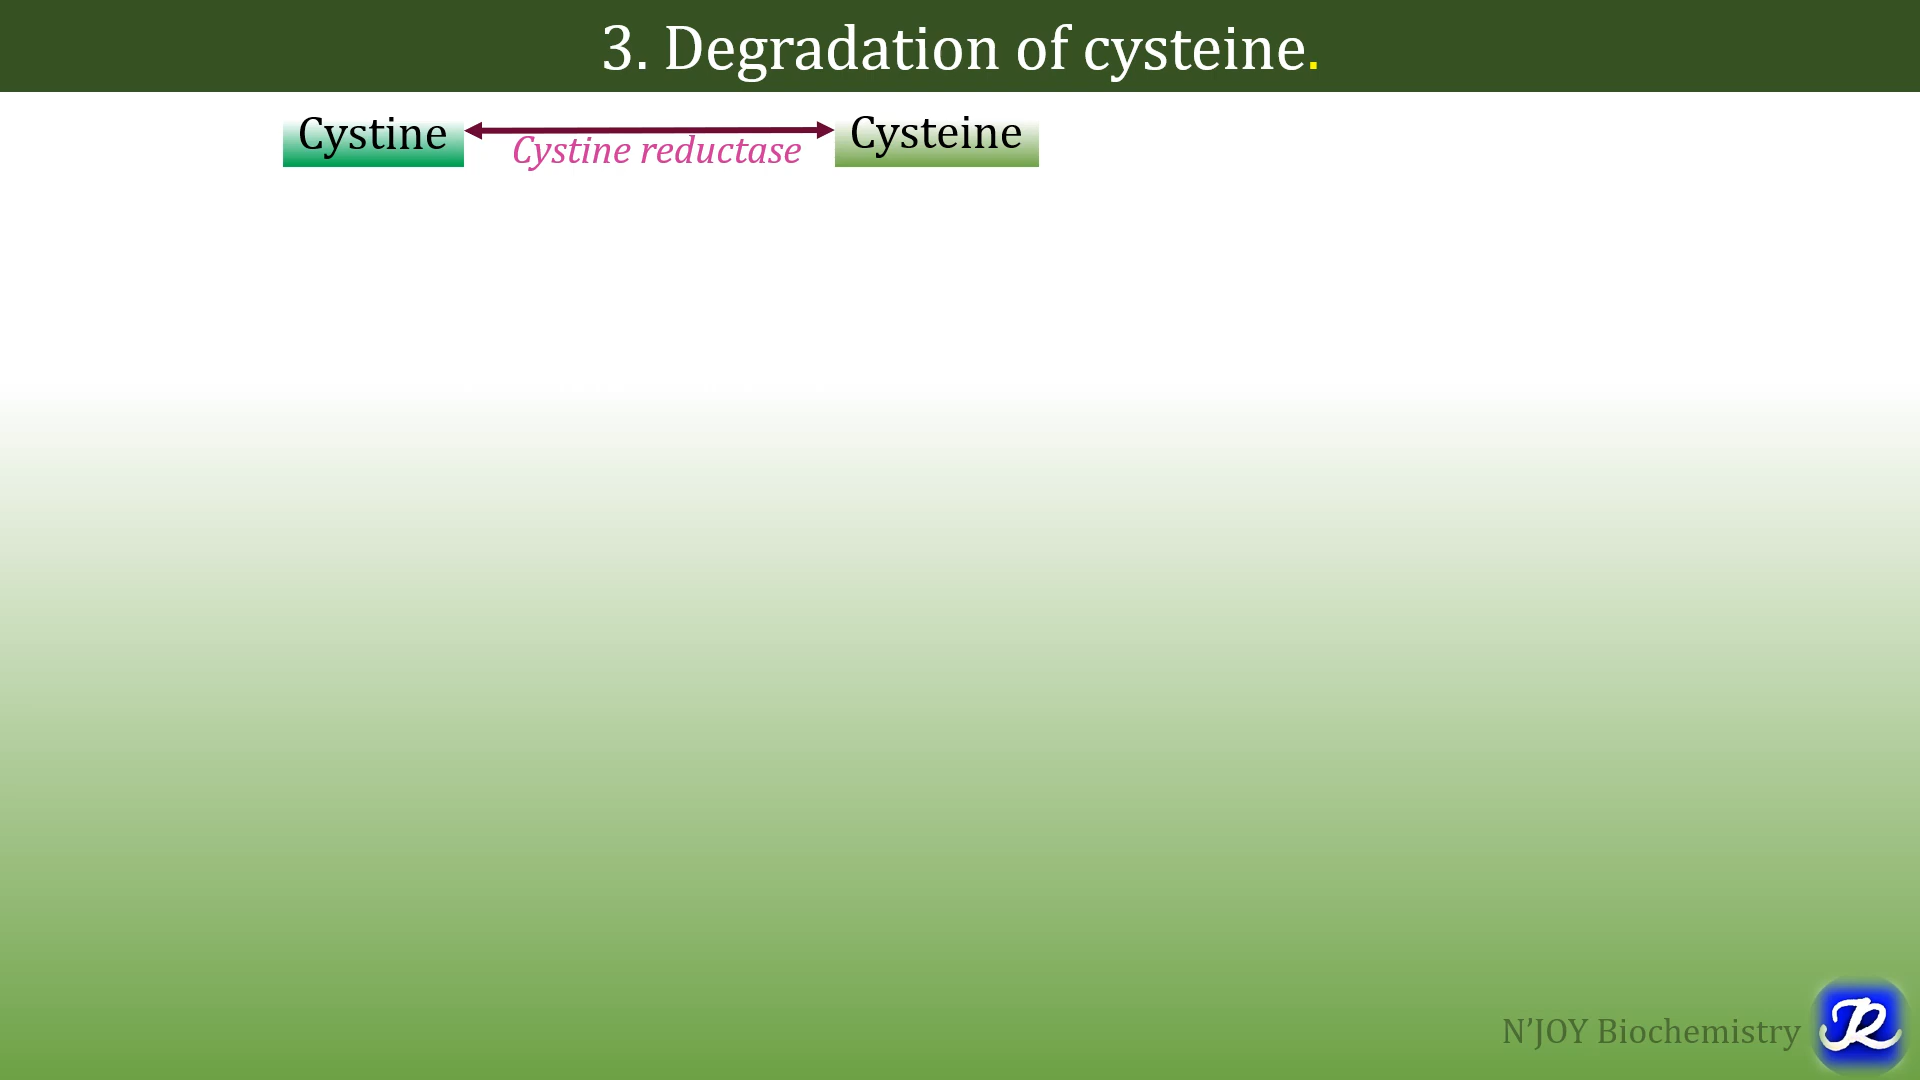 3. Degradation of cysteine.
Cystine Cysteine
Cystine reductase
N’JOY Biochemistry
R